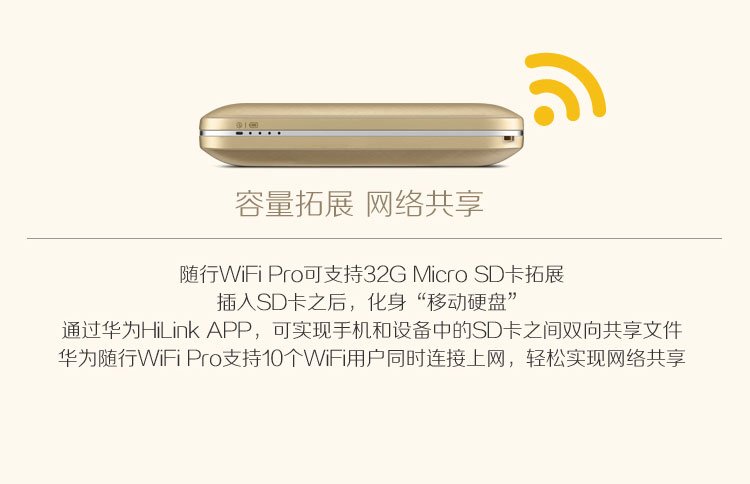 容量拓展 网络共享
随行WiFi Pro可支持32G Micro SD卡拓展
插入SD卡之后，化身“移动硬盘”
通过华为HiLink APP，可实现手机和设备中的SD卡之间双向共享文件
华为随行WiFi Pro支持10个WiFi用户同时连接上网，轻松实现网络共享